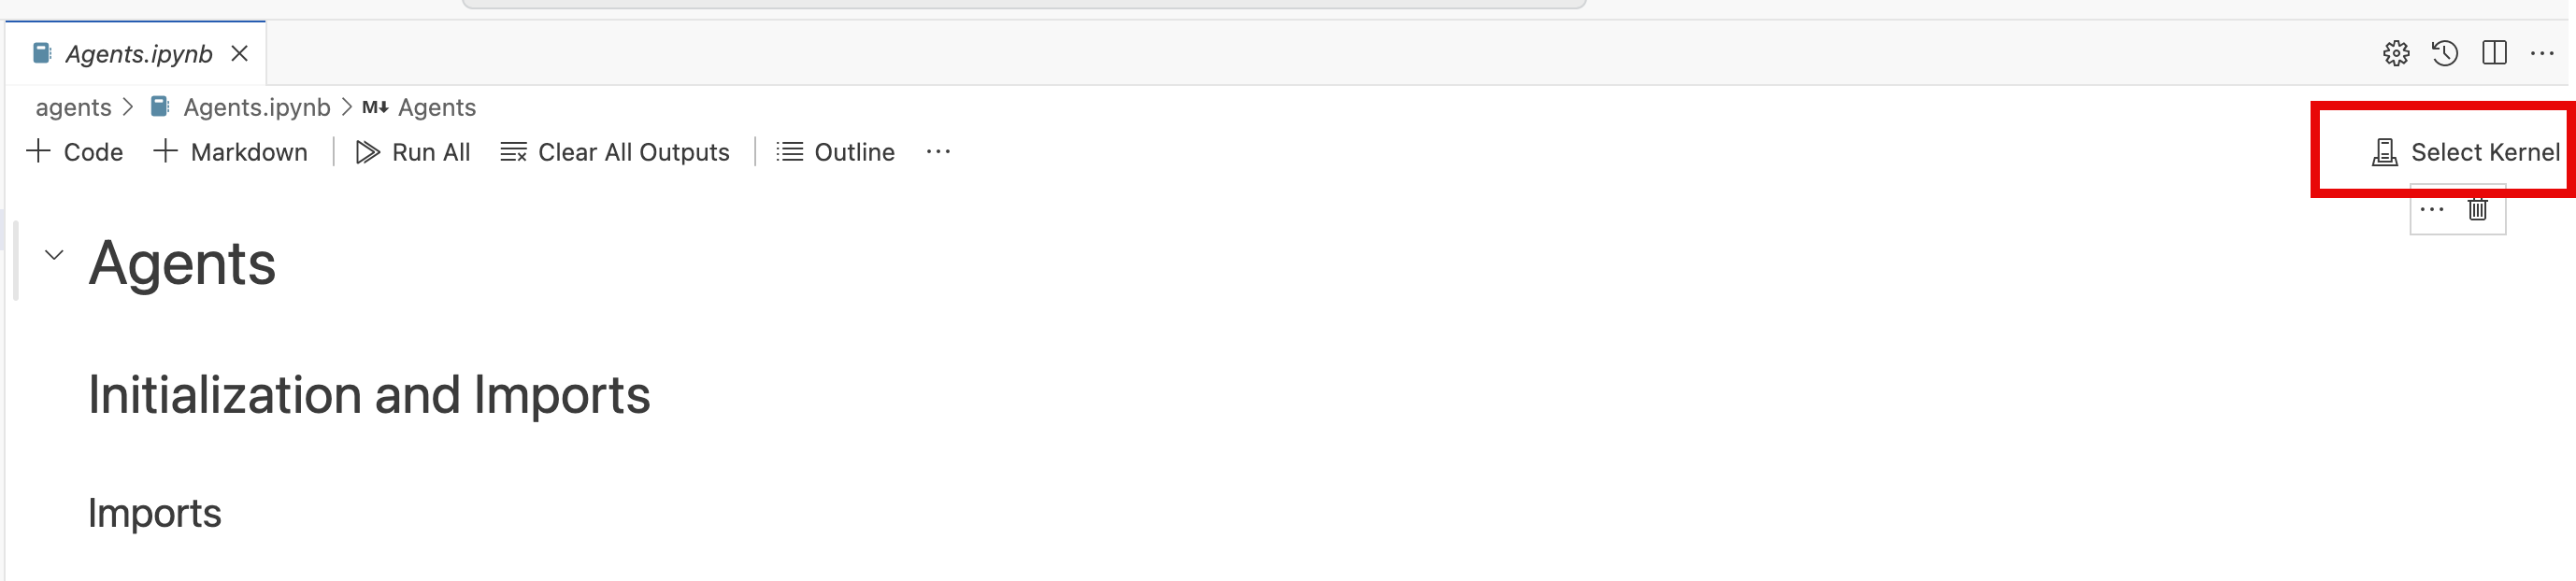 Agents.ipynb
agents > Agents.ipynb > M Agents
Code Markdown Run All Clear All Outputs Outline ... Select Kernel
Agents
Initialization and Imports
Imports